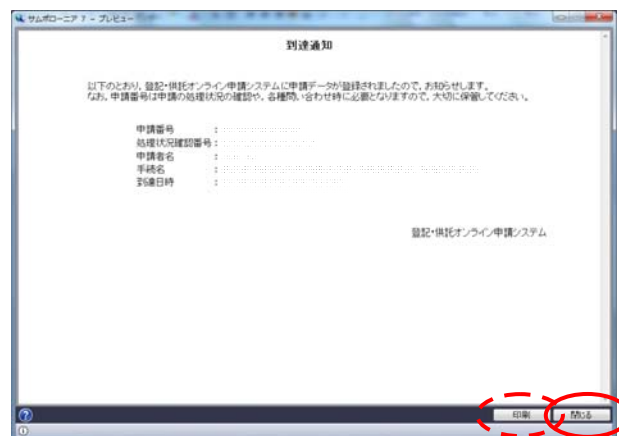 サムポローニア 7 - プレビュー
到達通知
以下のとおり、登記・供託オンライン申請システムに申請データが登録されましたので、お知らせします。
なお、申請番号は申請の処理状況の確認や、各種問い合わせ時に必要となりますので、大切に保管してください。
申請番号 :
処理状況確認番号 :
申請者名 :
手続名 :
到達日時 :
登記・供託オンライン申請システム
印刷 閉じる